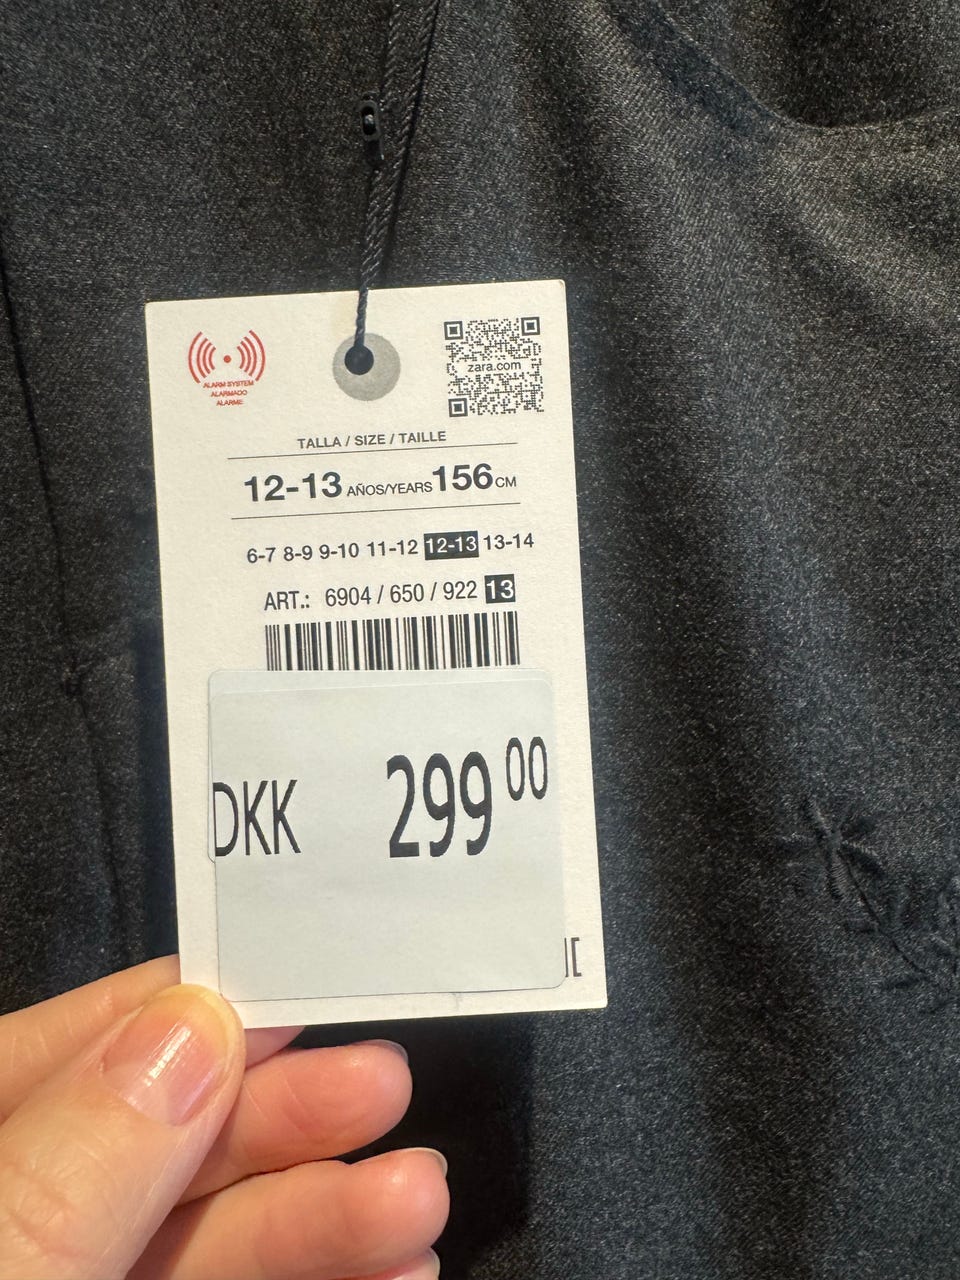 ALARM SYSTEM
ALARMADO
ALARME
zara.com
TALLA / SIZE / TAILLE
12-13 AÑOS/YEARS 156 CM
6-7 8-9 9-10 11-12 12-13 13-14
ART.: 6904 / 650 / 922 13
DKK 299 00